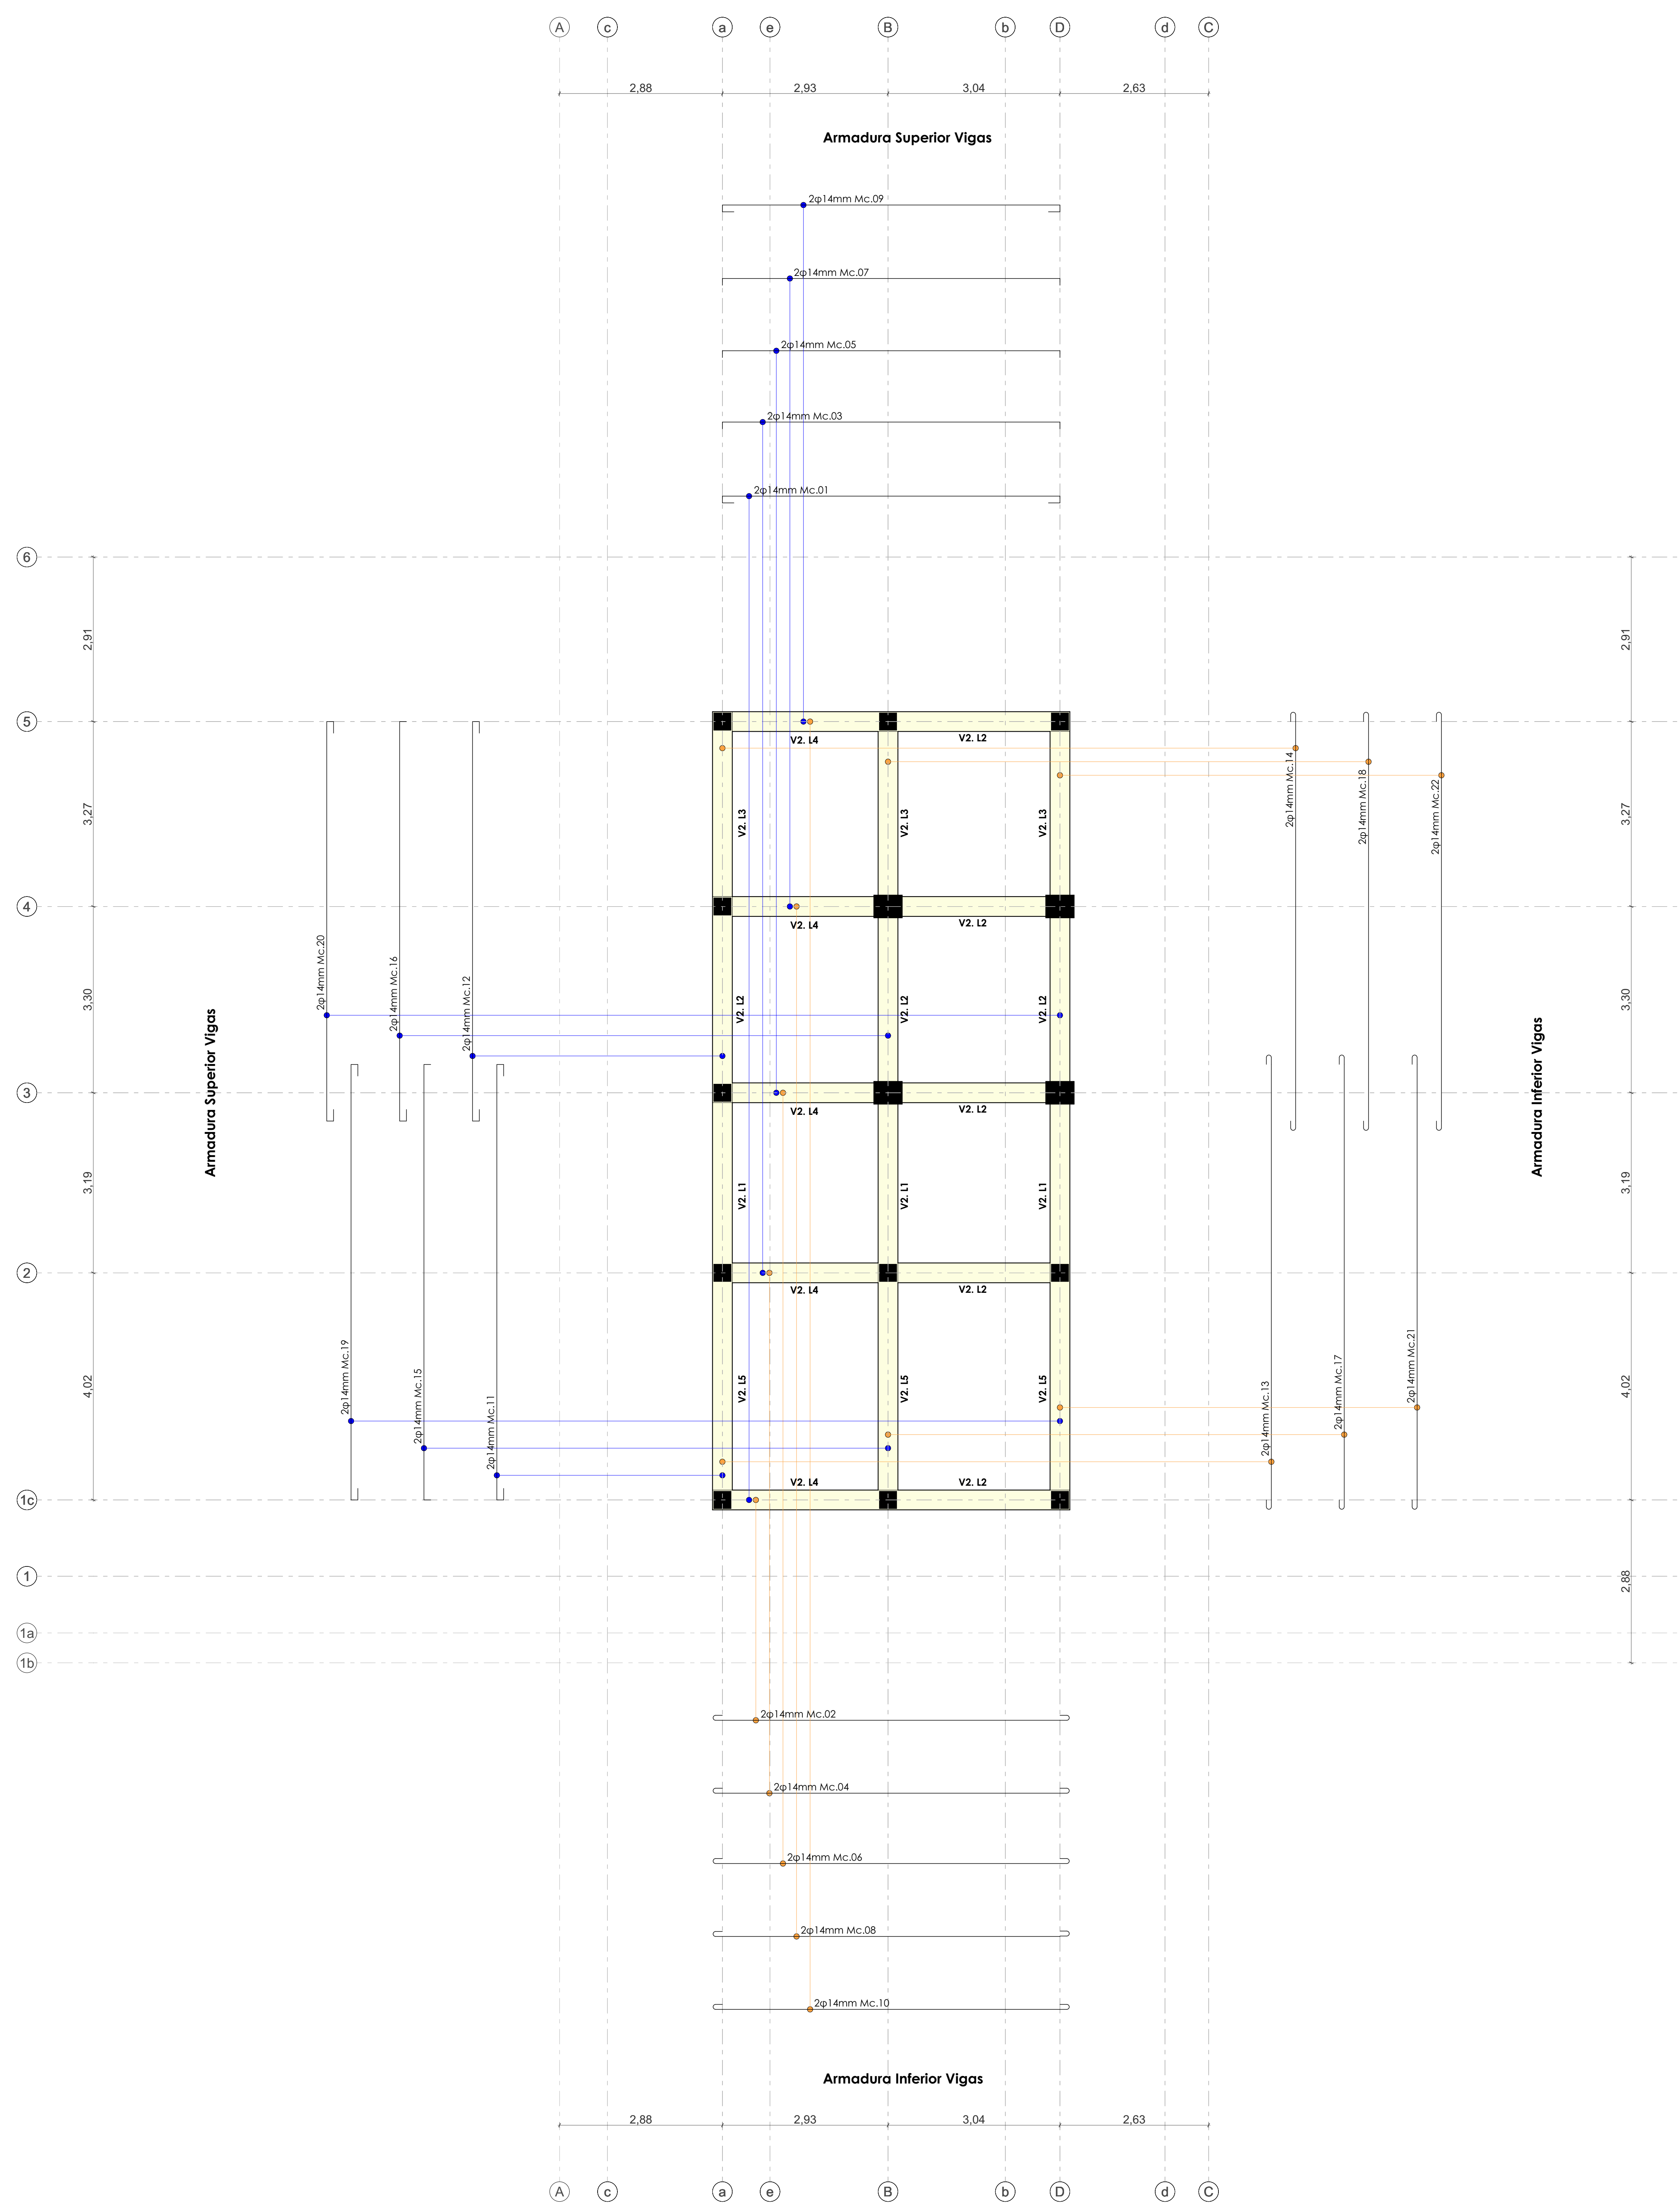 A c a e B b D d C
2,88 2,93 3,04 2,63
Armadura Superior Vigas
2φ14mm Mc.09
2φ14mm Mc.07
2φ14mm Mc.05
2φ14mm Mc.03
2φ14mm Mc.01
6
2,91
2,91
5
V2. L4
V2. L2
3,27
V2. L3
V2. L3
V2. L3
2φ14mm Mc.14
2φ14mm Mc.18
2φ14mm Mc.22
3,27
4
V2. L4
V2. L2
2φ14mm Mc.20
2φ14mm Mc.16
2φ14mm Mc.12
3,30
V2. L2
V2. L2
V2. L2
3,30
Armadura Superior Vigas
Armadura Inferior Vigas
3
V2. L4
V2. L2
3,19
V2. L1
V2. L1
V2. L1
3,19
2
V2. L4
V2. L2
4,02
2φ14mm Mc.19
2φ14mm Mc.15
2φ14mm Mc.11
V2. L5
V2. L5
V2. L5
2φ14mm Mc.13
2φ14mm Mc.17
2φ14mm Mc.21
4,02
V2. L4
V2. L2
1c
1
2,88
1a
1b
2φ14mm Mc.02
2φ14mm Mc.04
2φ14mm Mc.06
2φ14mm Mc.08
2φ14mm Mc.10
Armadura Inferior Vigas
2,88 2,93 3,04 2,63
A c a e B b D d C